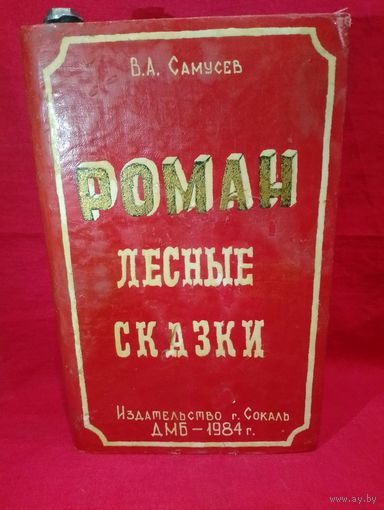 В.А. Самусев
РОМАН
ЛЕСНЫЕ
СКАЗКИ
Издательство г. Сокаль
ДМБ – 1984 г.
www.ay.by